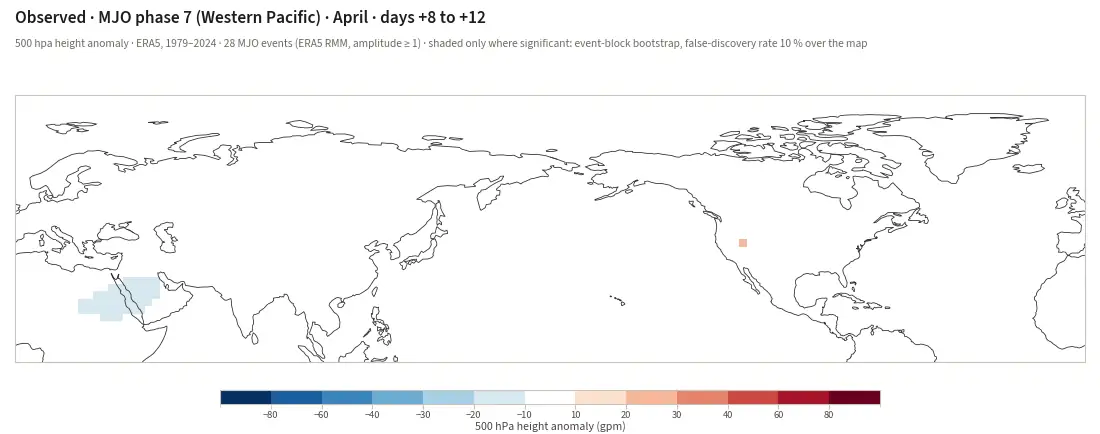 Observed · MJO phase 7 (Western Pacific) · April · days +8 to +12
500 hpa height anomaly · ERA5, 1979–2024 · 28 MJO events (ERA5 RMM, amplitude ≥ 1) · shaded only where significant: event-block bootstrap, false-discovery rate 10 % over the map
−80 −60 −40 −30 −20 −10 10 20 30 40 60 80
500 hPa height anomaly (gpm)